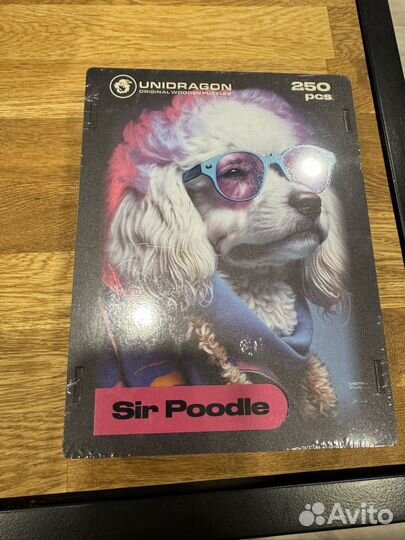 UNIDRAGON
ORIGINAL WOODEN PUZZLES
250
pcs
Sir Poodle
Avito